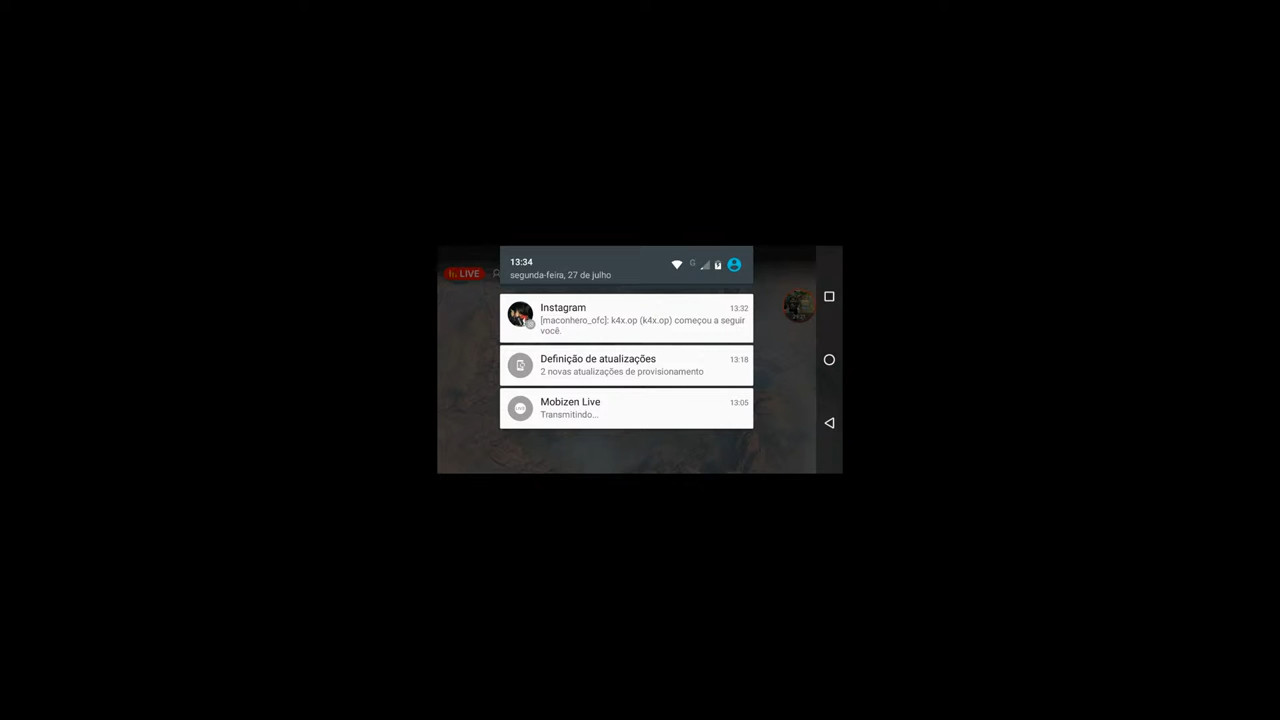 13:34
segunda-feira, 27 de julho
G
LIVE
Instagram 13:32
[maconhero_ofc]: k4x.op (k4x.op) começou a seguir
você.
Definição de atualizações 13:18
2 novas atualizações de provisionamento
Mobizen Live 13:05
LIVE
Transmitindo...